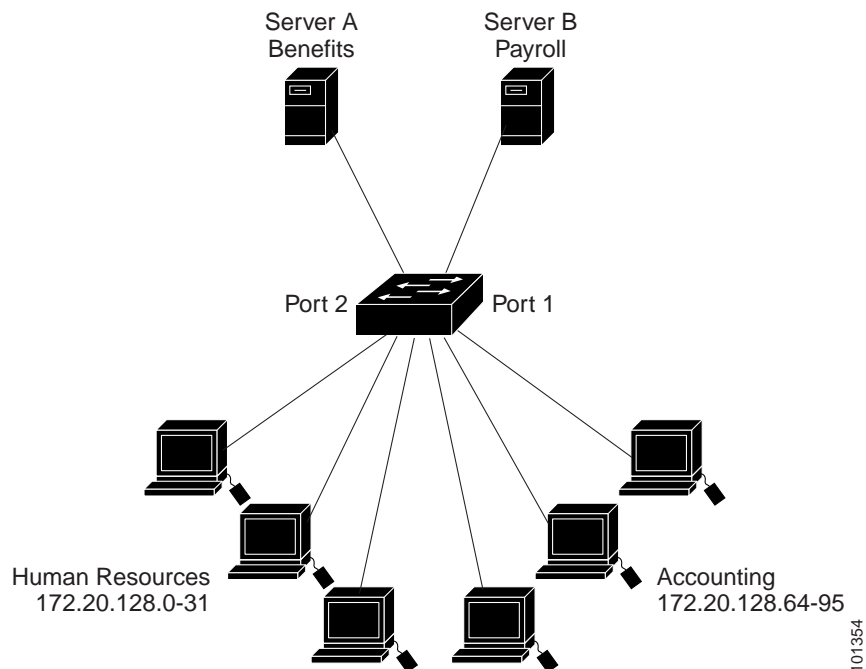 Server A
Benefits
Server B
Payroll
Port 2
Port 1
Human Resources
172.20.128.0-31
Accounting
172.20.128.64-95
101354